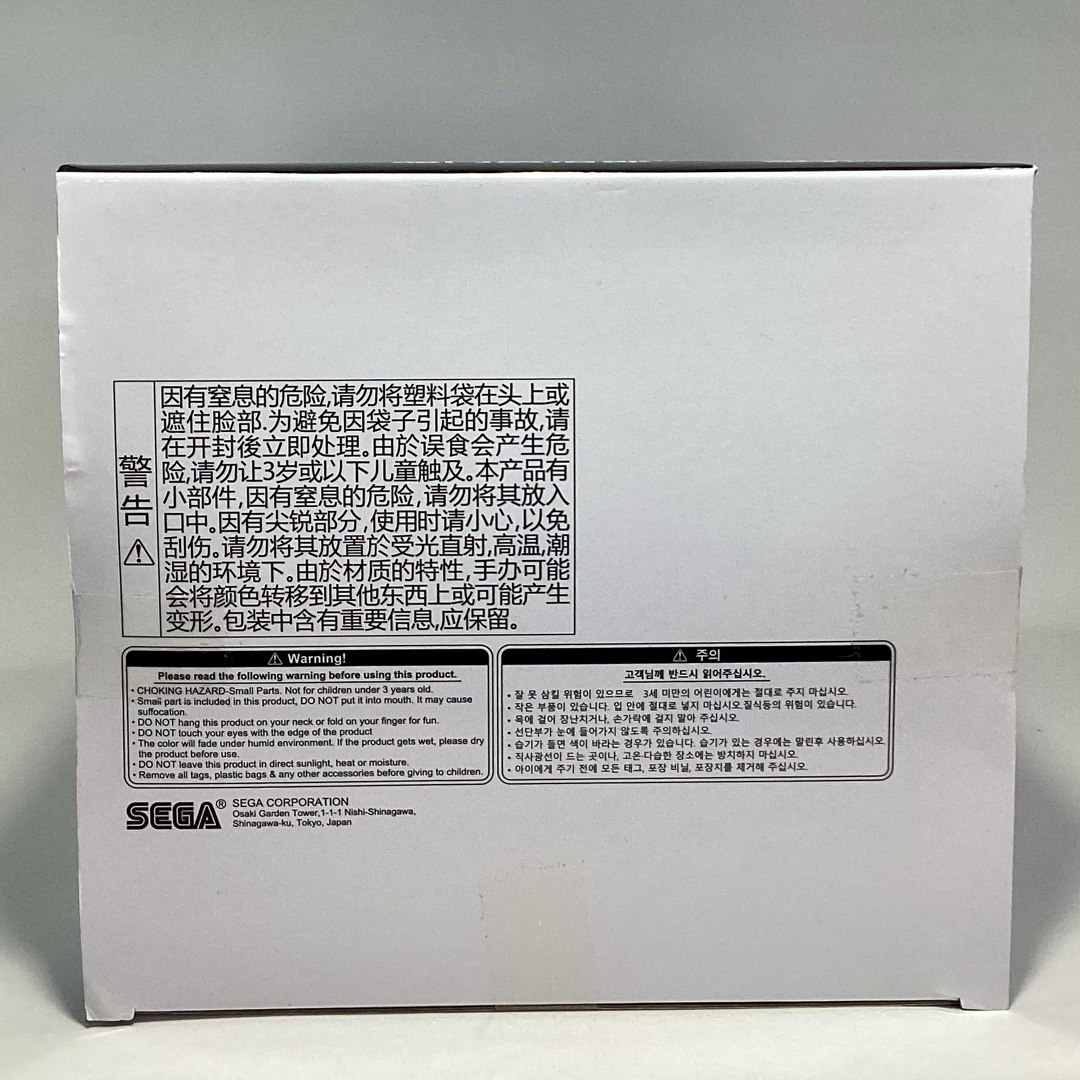 警告
因有窒息的危险,请勿将塑料袋在头上或
遮住脸部.为避免因袋子引起的事故,请
在开封後立即处理。由於误食会产生危
险,请勿让3岁或以下儿童触及。本产品有
小部件,因有窒息的危险,请勿将其放入
口中。因有尖锐部分,使用时请小心,以免
刮伤。请勿将其放置於受光直射,高温,潮
湿的环境下。由於材质的特性,手办可能
会将颜色转移到其他东西上或可能产生
变形。包装中含有重要信息,应保留。
Warning!
Please read the following warning before using this product.
• CHOKING HAZARD-Small Parts. Not for children under 3 years old.
• Small part is included in this product, DO NOT put it into mouth. It may cause
suffocation.
• DO NOT hang this product on your neck or fold on your finger for fun.
• DO NOT touch your eyes with the edge of the product
• The color will fade under humid environment. If the product gets wet, please dry
the product before use.
• DO NOT leave this product in direct sunlight, heat or moisture.
• Remove all tags, plastic bags & any other accessories before giving to children.
주의
고객님께 반드시 읽어주십시오.
• 잘 못 삼킬 위험이 있으므로 3세 미만의 어린이에게는 절대로 주지 마십시오.
• 작은 부품이 있습니다. 입 안에 절대로 넣지 마십시오.질식등의 위험이 있습니다.
• 목에 걸어 장난치거나, 손가락에 걸지 말아 주십시오.
• 선단부가 눈에 들어가지 않도록 주의하십시오.
• 습기가 들면 색이 바라는 경우가 있습니다. 습기가 있는 경우에는 말린후 사용하십시오.
• 직사광선이 드는 곳이나, 고온·다습한 장소에는 방치하지 마십시오.
• 아이에게 주기 전에 모든 태그, 포장 비닐, 포장지를 제거해 주십시오.
SEGA®
SEGA CORPORATION
Osaki Garden Tower,1-1-1 Nishi-Shinagawa,
Shinagawa-ku, Tokyo, Japan